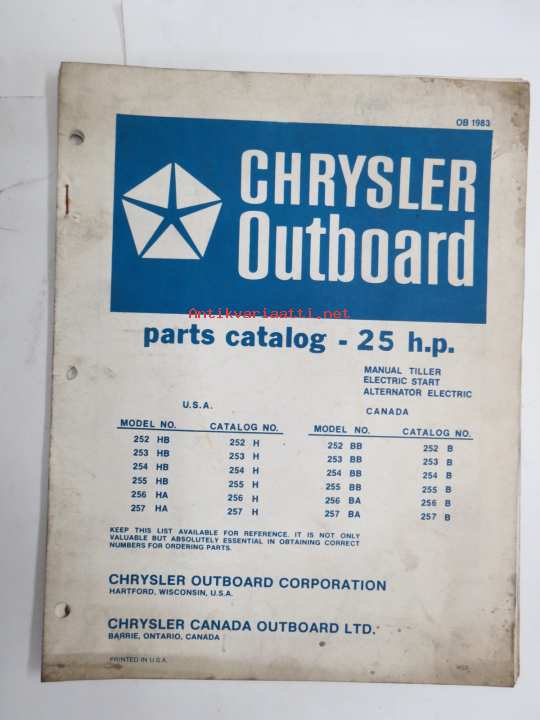 OB 1983
CHRYSLER
Outboard
Antikvariaatti.net
parts catalog - 25 h.p.
MANUAL TILLER
ELECTRIC START
ALTERNATOR ELECTRIC
U.S.A.
CANADA
MODEL NO. CATALOG NO. MODEL NO. CATALOG NO.
252 HB 252 H 252 BB 252 B
253 HB 253 H 253 BB 253 B
254 HB 254 H 254 BB 254 B
255 HB 255 H 255 BB 255 B
256 HA 256 H 256 BA 256 B
257 HA 257 H 257 BA 257 B
KEEP THIS LIST AVAILABLE FOR REFERENCE. IT IS NOT ONLY
VALUABLE BUT ABSOLUTELY ESSENTIAL IN OBTAINING CORRECT
NUMBERS FOR ORDERING PARTS.
CHRYSLER OUTBOARD CORPORATION
HARTFORD, WISCONSIN, U.S.A.
CHRYSLER CANADA OUTBOARD LTD.
BARRIE, ONTARIO, CANADA
PRINTED IN U.S.A.